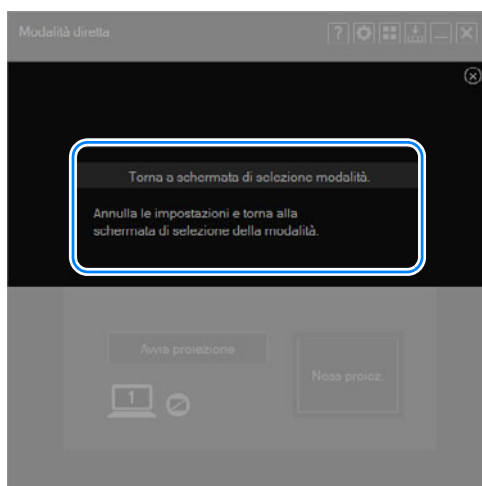 Modalità diretta
Torna a schermata di selezione modalità.
Annulla le impostazioni e torna alla
schermata di selezione della modalità.
Avvia proiezione
Ness proiez.
1